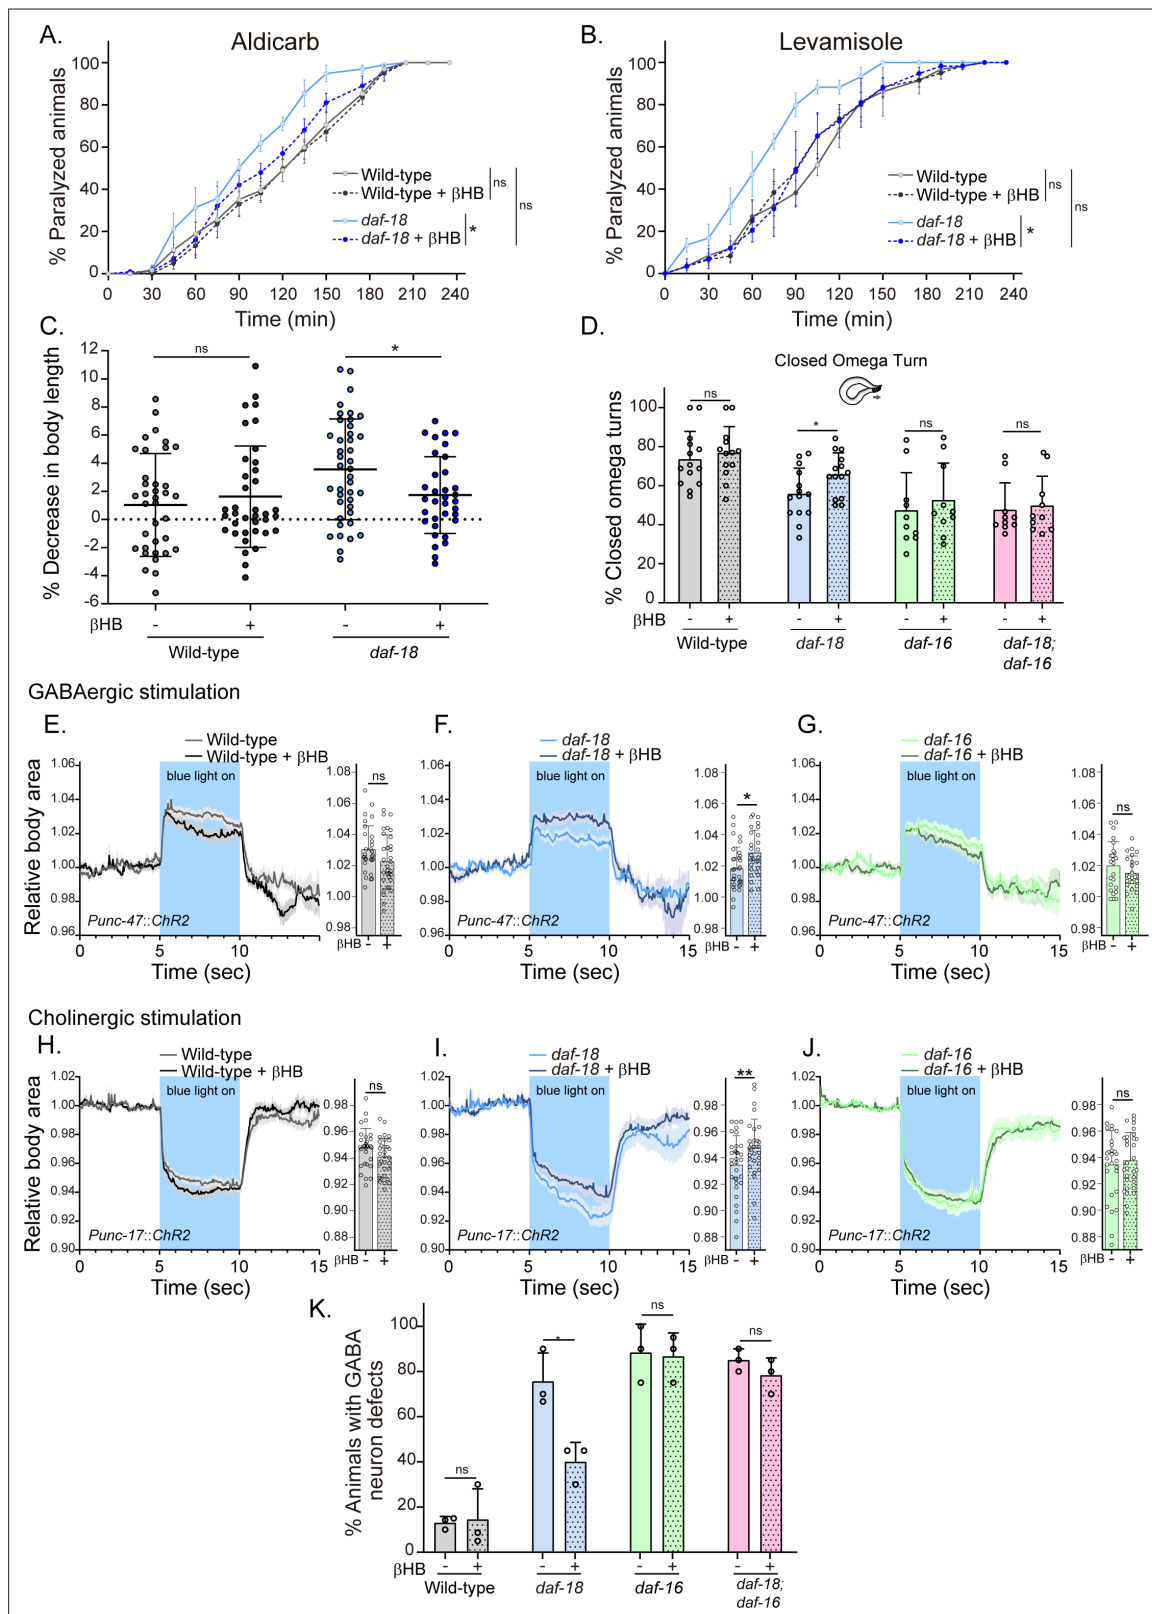 A.
Aldicarb
% Paralyzed animals
100
80
60
40
20
0
0 30 60 90 120 150 180 210 240
Time (min)
Wild-type
Wild-type + βHB
daf-18
daf-18 + βHB
ns
*
ns
B.
Levamisole
% Paralyzed animals
100
80
60
40
20
0
0 30 60 90 120 150 180 210 240
Time (min)
Wild-type
Wild-type + βHB
daf-18
daf-18 + βHB
ns
*
ns
C.
% Decrease in body length
12
10
8
6
4
2
0
-2
-4
-6
ns
*
βHB - + - +
Wild-type daf-18
D.
Closed Omega Turn
% Closed omega turns
100
80
60
40
20
0
ns * ns ns
βHB - + - + - + - +
Wild-type daf-18 daf-16 daf-18;
daf-16
GABAergic stimulation
E.
Wild-type
Wild-type + βHB
Relative body area
1.06
1.04
1.02
1.00
0.98
0.96
blue light on
Punc-47::ChR2
0 5 10 15
Time (sec)
1.08
1.06
1.04
1.02
1.00
0.98
ns
βHB - +
F.
daf-18
daf-18 + βHB
1.06
1.04
1.02
1.00
0.98
0.96
blue light on
Punc-47::ChR2
0 5 10 15
Time (sec)
1.08
1.06
1.04
1.02
1.00
0.98
*
βHB - +
G.
daf-16
daf-16 + βHB
1.06
1.04
1.02
1.00
0.98
0.96
blue light on
Punc-47::ChR2
0 5 10 15
Time (sec)
1.08
1.06
1.04
1.02
1.00
0.98
ns
βHB - +
Cholinergic stimulation
H.
Wild-type
Wild-type + βHB
Relative body area
1.02
1.00
0.98
0.96
0.94
0.92
0.90
blue light on
Punc-17::ChR2
0 5 10 15
Time (sec)
0.98
0.96
0.94
0.92
0.90
0.88
ns
βHB - +
I.
daf-18
daf-18 + βHB
1.02
1.00
0.98
0.96
0.94
0.92
0.90
blue light on
Punc-17::ChR2
0 5 10 15
Time (sec)
0.98
0.96
0.94
0.92
0.90
0.88
**
βHB - +
J.
daf-16
daf-16 + βHB
1.02
1.00
0.98
0.96
0.94
0.92
0.90
blue light on
Punc-17::ChR2
0 5 10 15
Time (sec)
0.98
0.96
0.94
0.92
0.90
0.88
ns
βHB - +
K.
% Animals with GABA
neuron defects
100
80
60
40
20
0
ns * ns ns
βHB - + - + - + - +
Wild-type daf-18 daf-16 daf-18;
daf-16